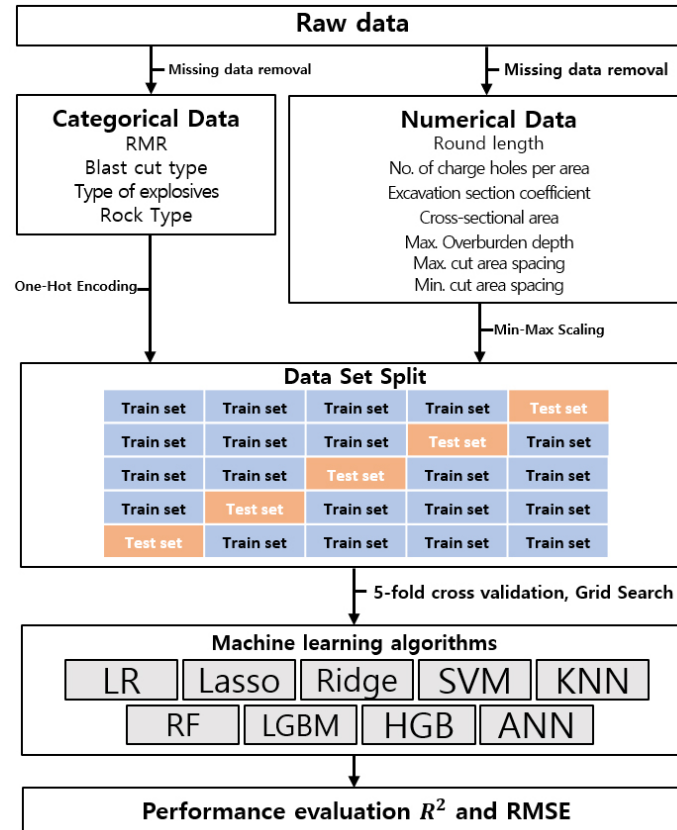 Raw data
Missing data removal
Missing data removal
Categorical Data
RMR
Blast cut type
Type of explosives
Rock Type
Numerical Data
Round length
No. of charge holes per area
Excavation section coefficient
Cross-sectional area
Max. Overburden depth
Max. cut area spacing
Min. cut area spacing
One-Hot Encoding
Min-Max Scaling
Data Set Split
Train set Train set Train set Train set Test set
Train set Train set Train set Test set Train set
Train set Train set Test set Train set Train set
Train set Test set Train set Train set Train set
Test set Train set Train set Train set Train set
5-fold cross validation, Grid Search
Machine learning algorithms
LR Lasso Ridge SVM KNN
RF LGBM HGB ANN
Performance evaluation R² and RMSE